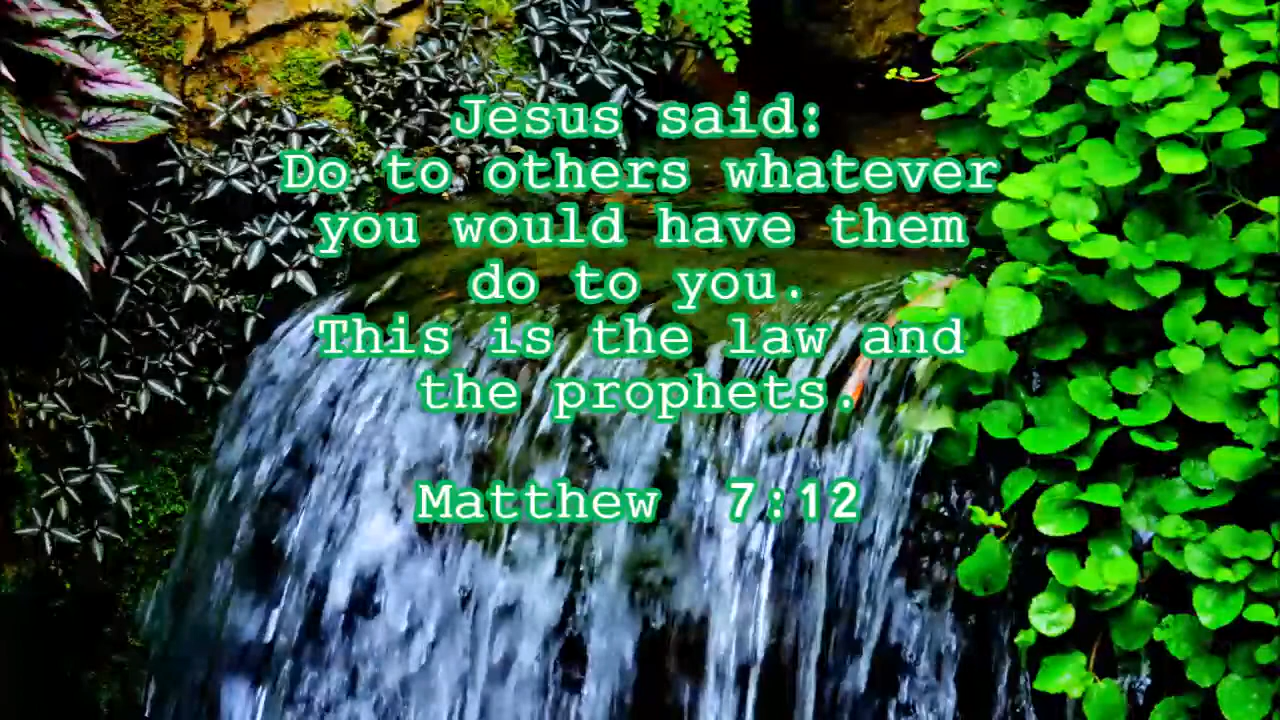 Jesus said:
Do to others whatever
you would have them
do to you.
This is the law and
the prophets.
Matthew 7:12